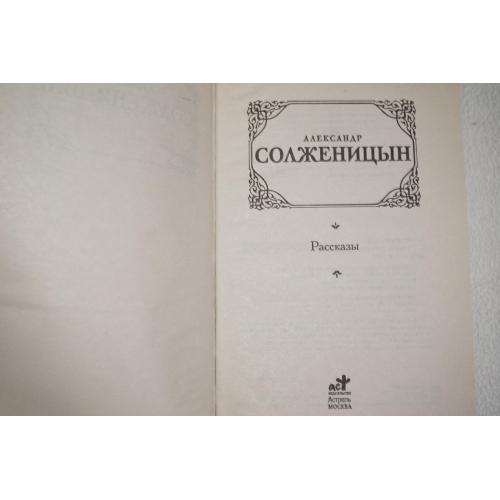 АЛЕКСАНДР
СОЛЖЕНИЦЫН
Рассказы
аст
издательство
Астрель
МОСКВА